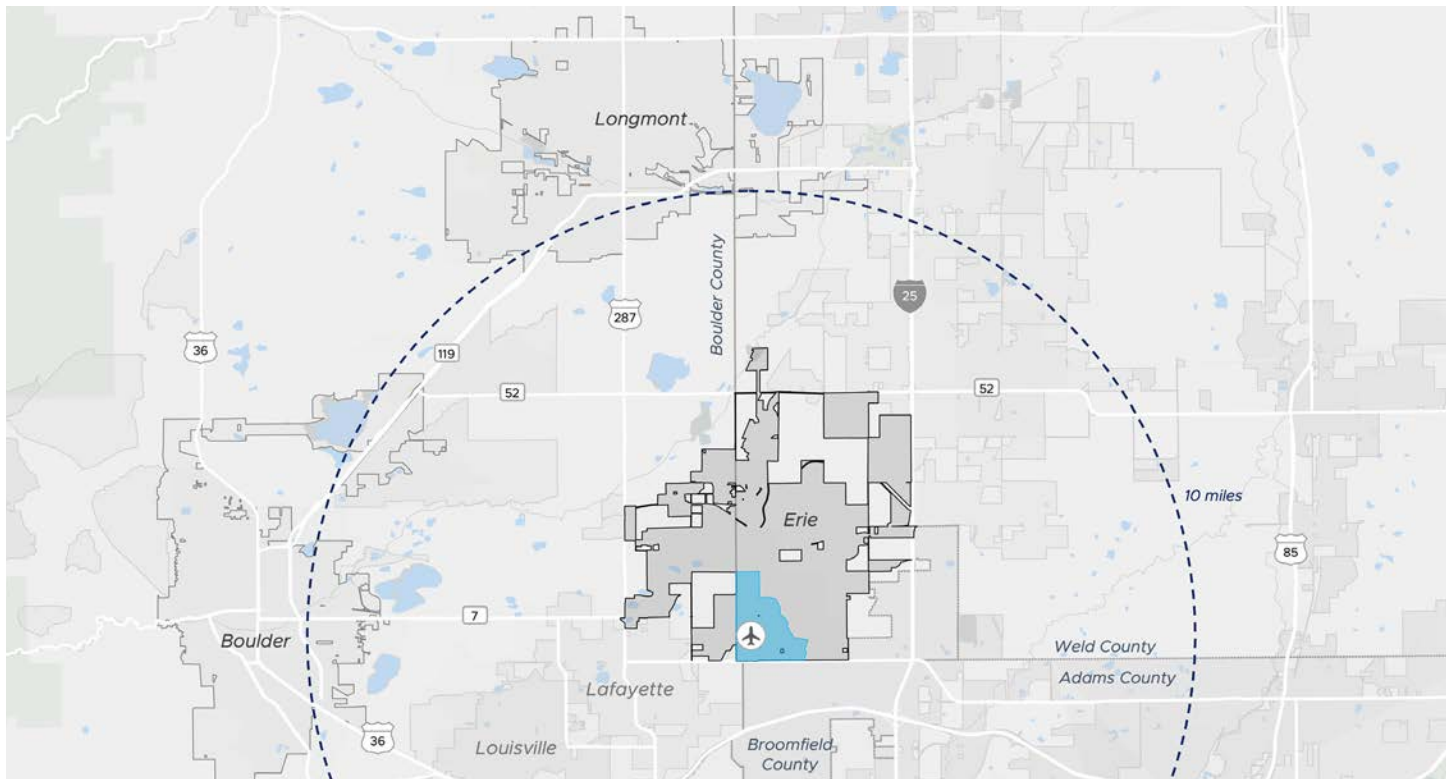 Longmont
Boulder County
25
287
36
119
52
52
10 miles
Erie
85
7
Boulder
Weld County
Adams County
Lafayette
36
Louisville
Broomfield
County